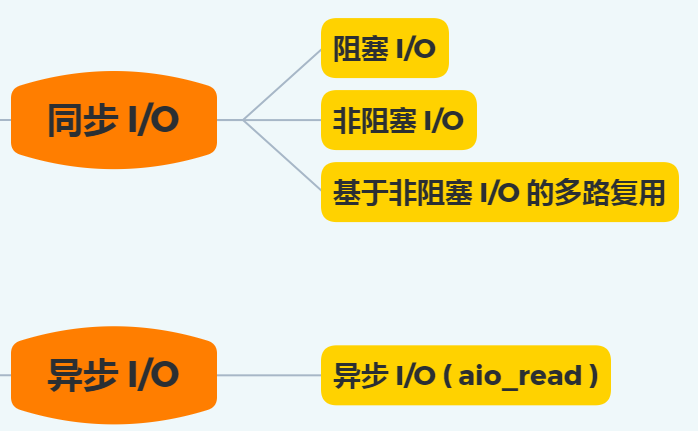 同步 I/O
阻塞 I/O
非阻塞 I/O
基于非阻塞 I/O 的多路复用
异步 I/O
异步 I/O ( aio_read )